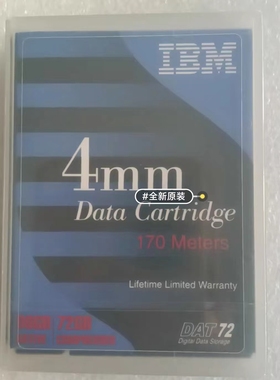 IBM
4mm
#全新原装
Data Cartridge
170 Meters
Lifetime Limited Warranty
DAT 72
Digital Data Storage